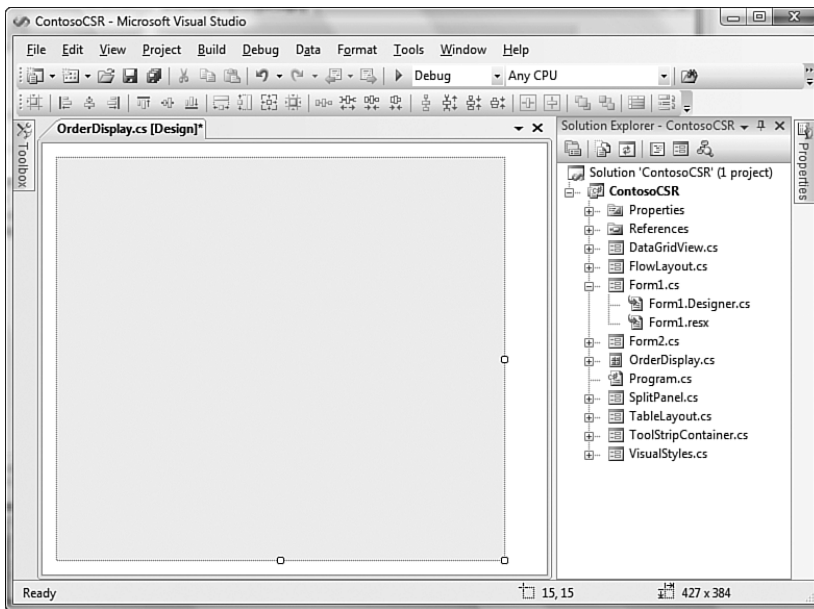 ContosoCSR - Microsoft Visual Studio
File Edit View Project Build Debug Data Format Tools Window Help
Debug Any CPU
Toolbox
OrderDisplay.cs [Design]*
Solution Explorer - ContosoCSR
Solution 'ContosoCSR' (1 project)
ContosoCSR
Properties
References
DataGridView.cs
FlowLayout.cs
Form1.cs
Form1.Designer.cs
Form1.resx
Form2.cs
OrderDisplay.cs
Program.cs
SplitPanel.cs
TableLayout.cs
ToolStripContainer.cs
VisualStyles.cs
Properties
Ready 15, 15 427 x 384